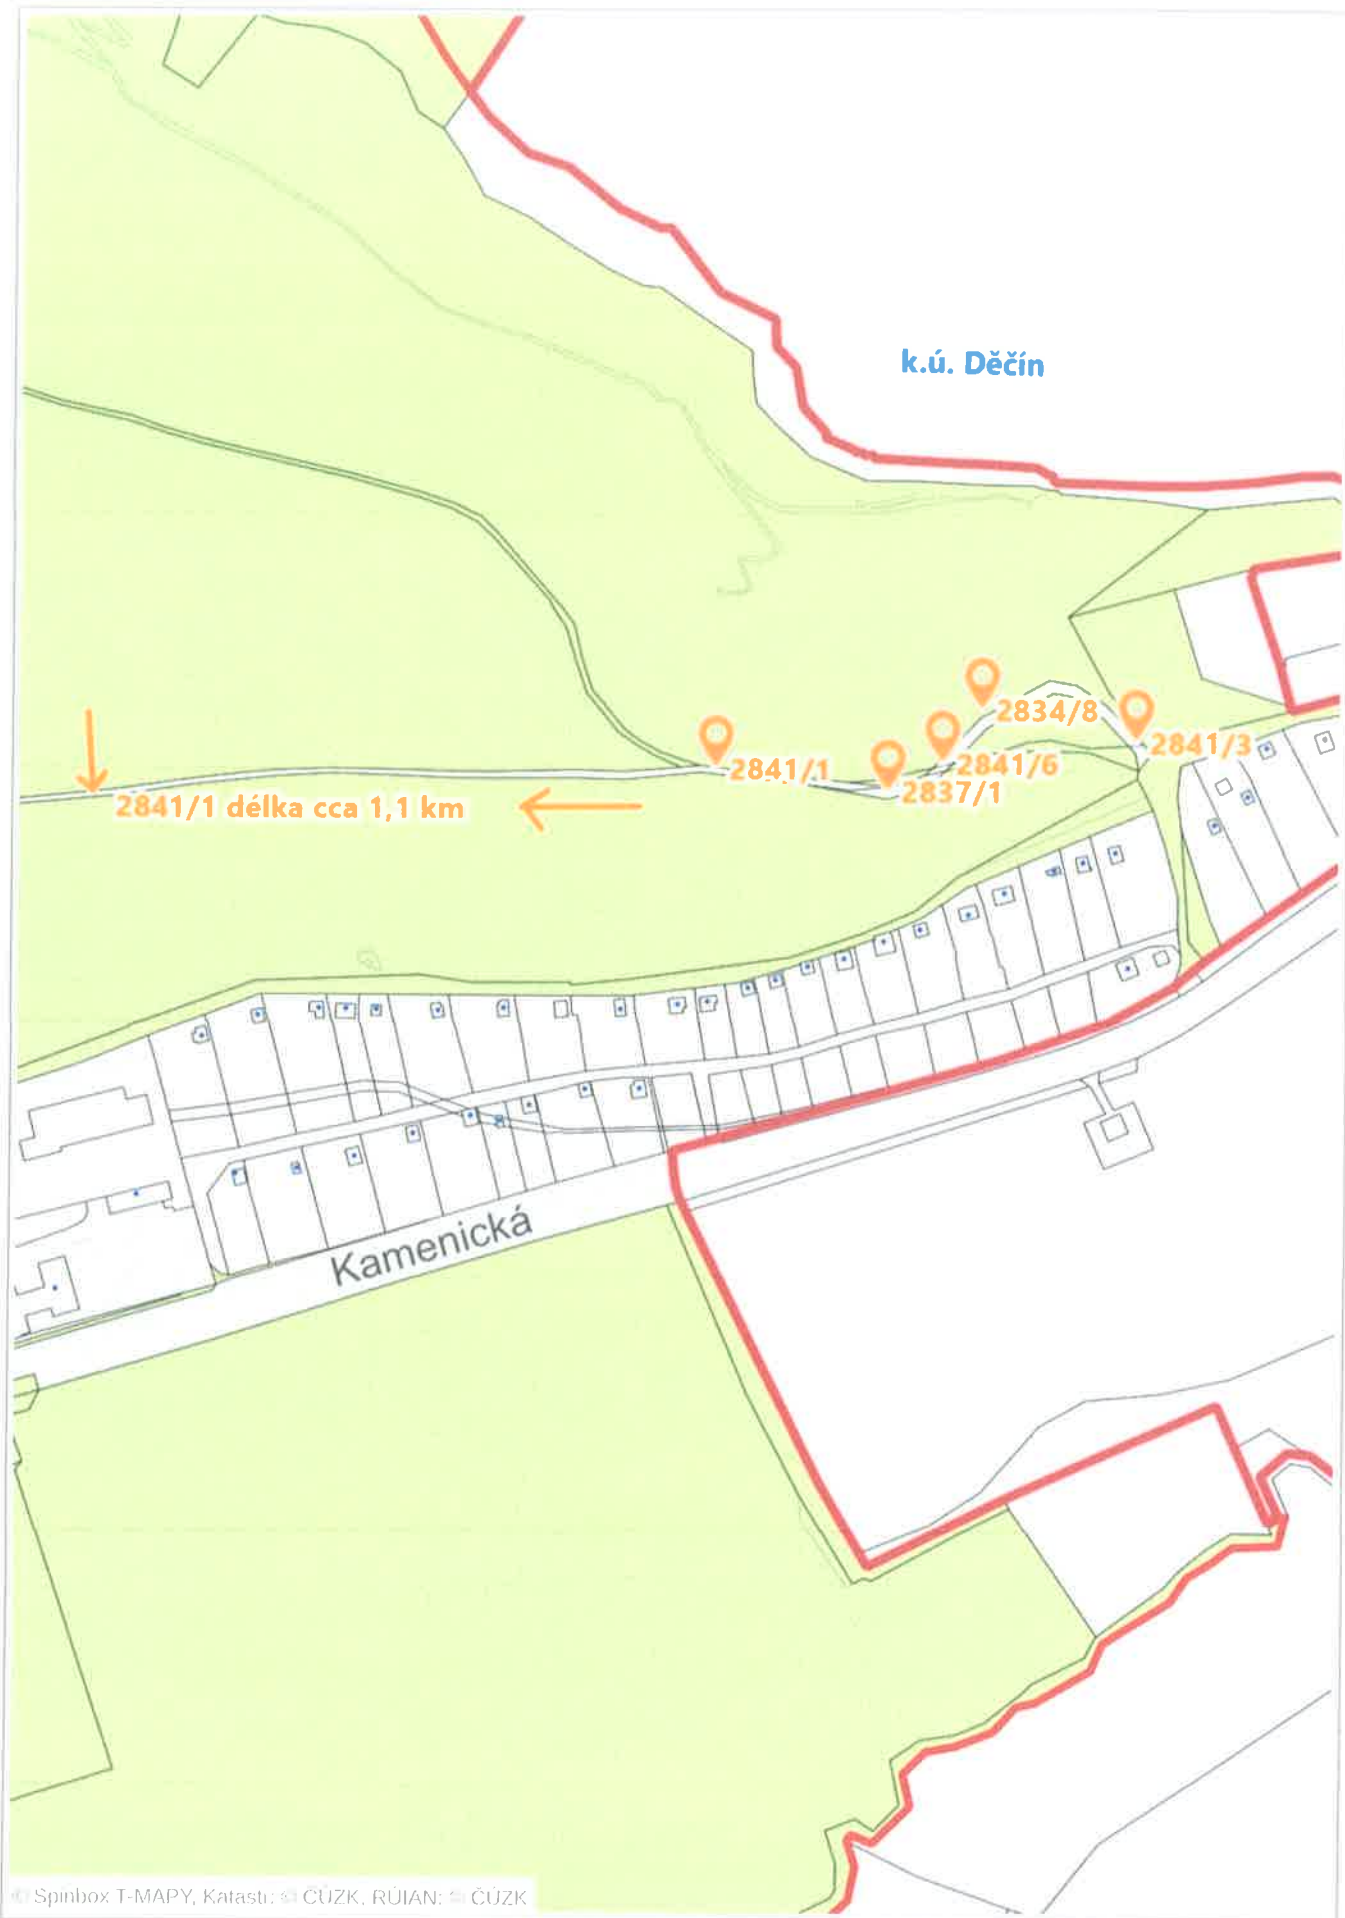 k.ú. Děčín
2834/8
2841/3
2841/1
2841/6
2837/1
2841/1 délka cca 1,1 km
Kamenická
© Spinbox T-MAPY, Katastr: © ČÚZK, RÚIAN: © ČÚZK